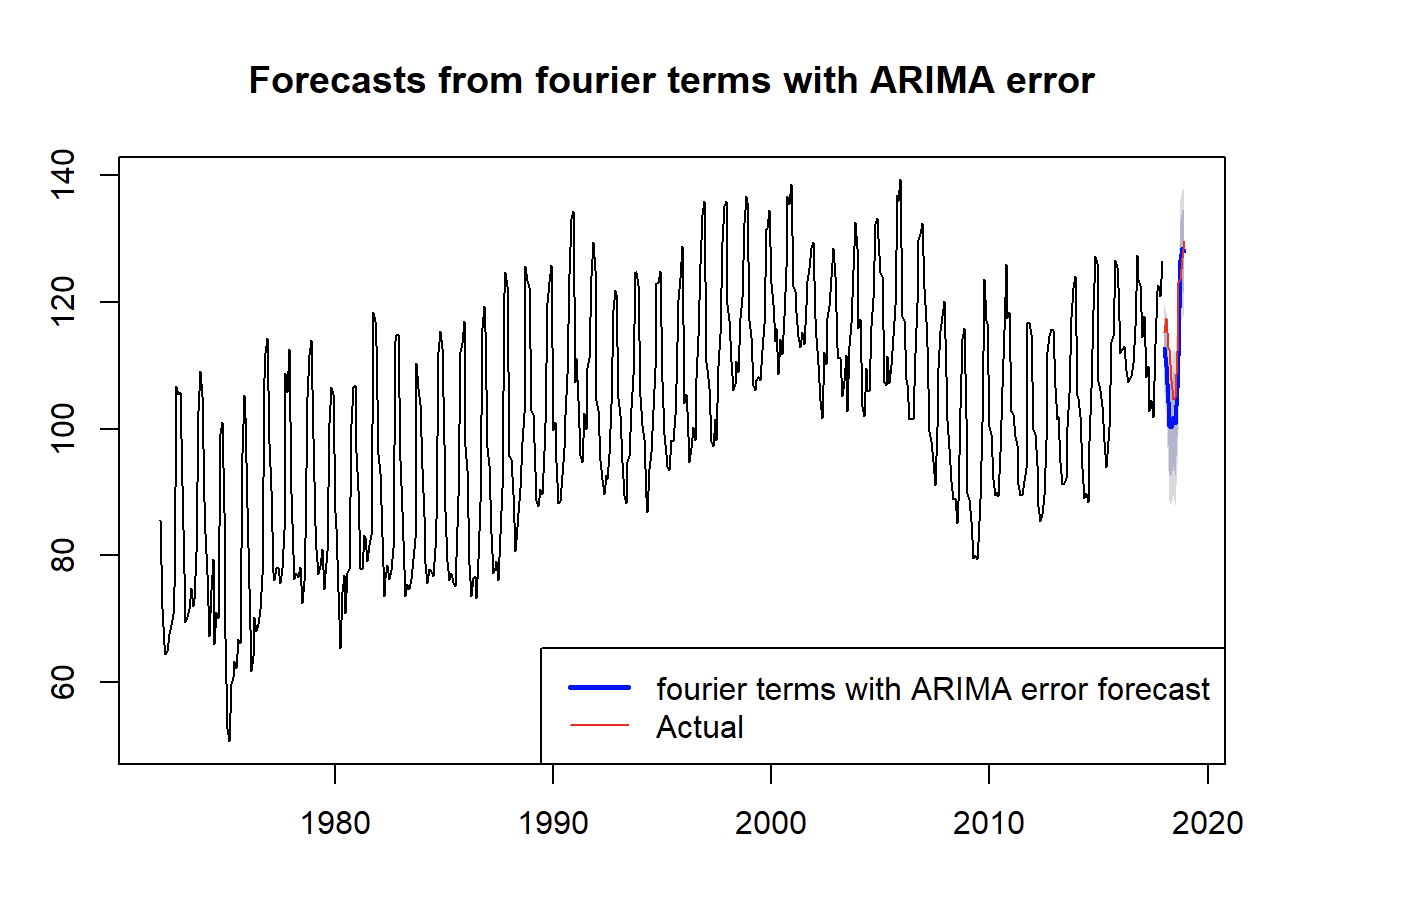 Forecasts from fourier terms with ARIMA error
140
120
100
80
60
fourier terms with ARIMA error forecast
Actual
1980 1990 2000 2010 2020